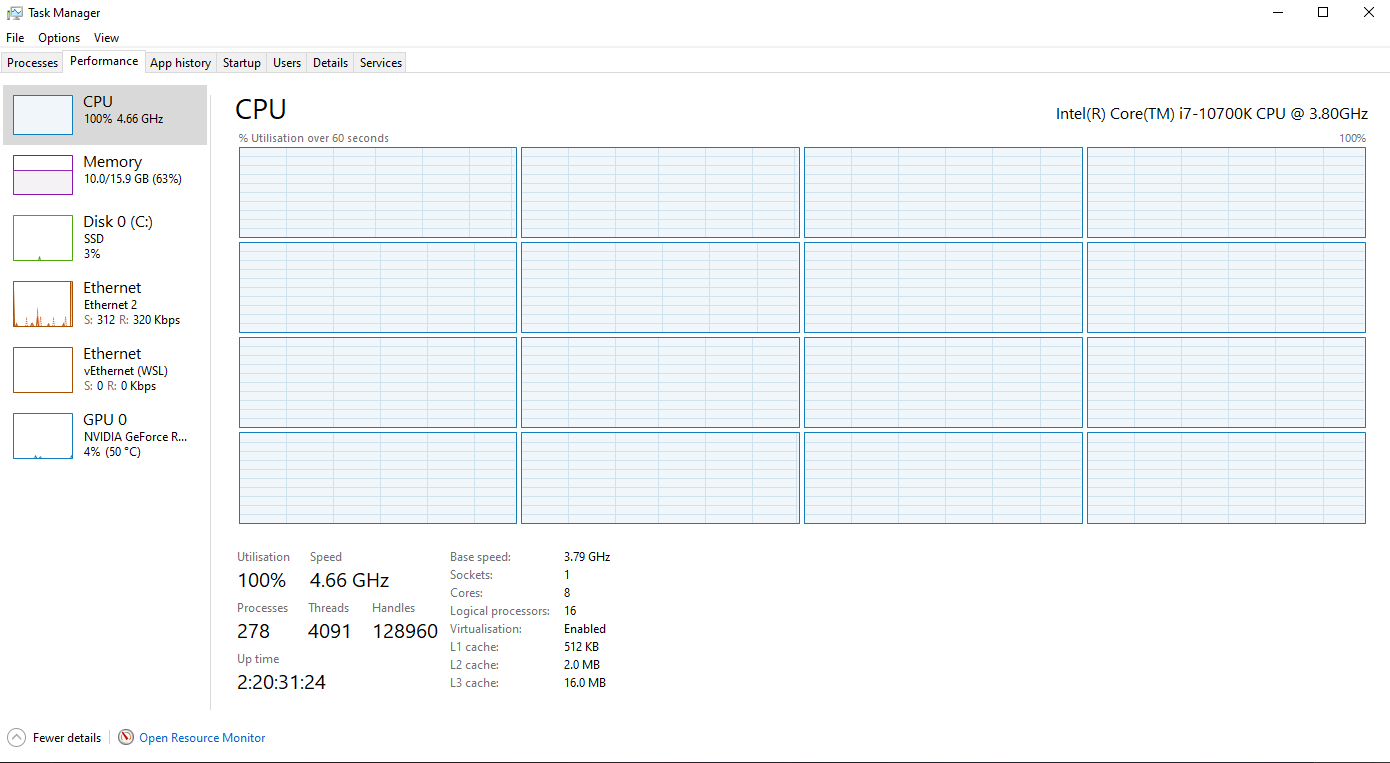 Task Manager
File Options View
Processes Performance App history Startup Users Details Services
CPU
100% 4.66 GHz
Memory
10.0/15.9 GB (63%)
Disk 0 (C:)
SSD
3%
Ethernet
Ethernet 2
S: 312 R: 320 Kbps
Ethernet
vEthernet (WSL)
S: 0 R: 0 Kbps
GPU 0
NVIDIA GeForce R...
4% (50 °C)
CPU
Intel(R) Core(TM) i7-10700K CPU @ 3.80GHz
% Utilisation over 60 seconds
100%
Utilisation Speed
100% 4.66 GHz
Processes Threads Handles
278 4091 128960
Up time
2:20:31:24
Base speed: 3.79 GHz
Sockets: 1
Cores: 8
Logical processors: 16
Virtualisation: Enabled
L1 cache: 512 KB
L2 cache: 2.0 MB
L3 cache: 16.0 MB
Fewer details
Open Resource Monitor